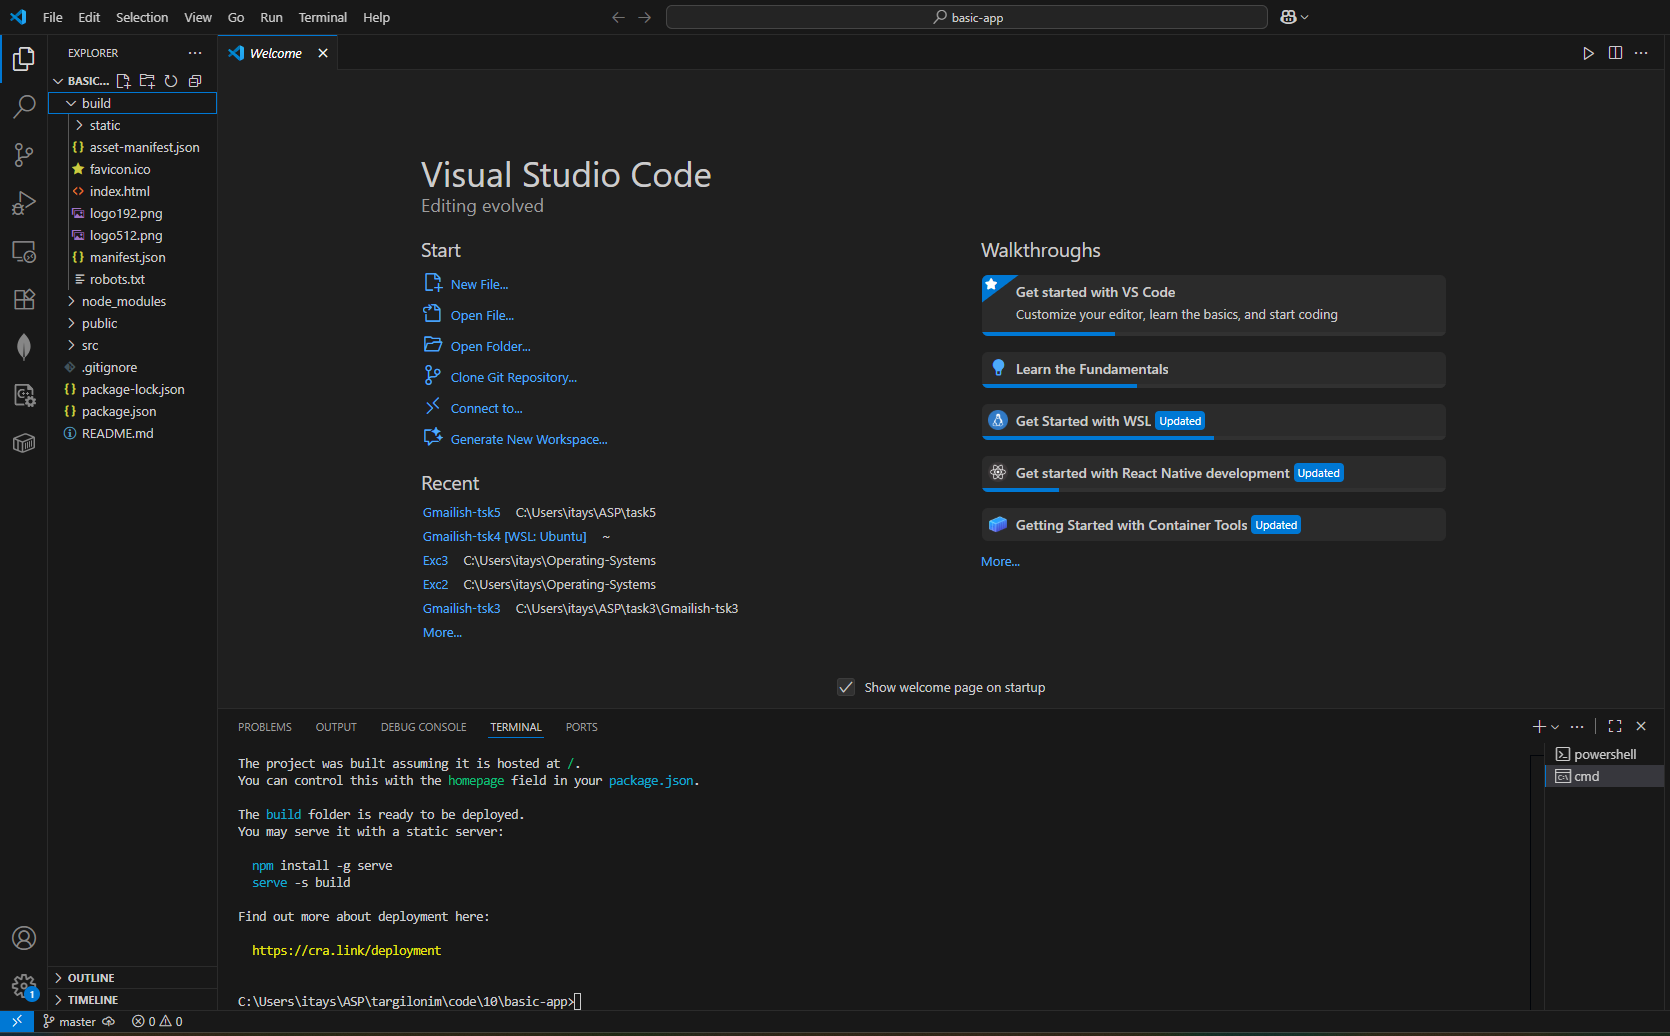 File Edit Selection View Go Run Terminal Help
basic-app
EXPLORER
Welcome
BASIC...
build
static
asset-manifest.json
favicon.ico
index.html
logo192.png
logo512.png
manifest.json
robots.txt
node_modules
public
src
.gitignore
package-lock.json
package.json
README.md
OUTLINE
TIMELINE
Visual Studio Code
Editing evolved
Start
New File...
Open File...
Open Folder...
Clone Git Repository...
Connect to...
Generate New Workspace...
Recent
Gmailish-tsk5 C:\Users\itays\ASP\task5
Gmailish-tsk4 [WSL: Ubuntu] ~
Exc3 C:\Users\itays\Operating-Systems
Exc2 C:\Users\itays\Operating-Systems
Gmailish-tsk3 C:\Users\itays\ASP\task3\Gmailish-tsk3
More...
Walkthroughs
Get started with VS Code
Customize your editor, learn the basics, and start coding
Learn the Fundamentals
Get Started with WSL Updated
Get started with React Native development Updated
Getting Started with Container Tools Updated
More...
Show welcome page on startup
PROBLEMS OUTPUT DEBUG CONSOLE TERMINAL PORTS
The project was built assuming it is hosted at /.
You can control this with the homepage field in your package.json.
The build folder is ready to be deployed.
You may serve it with a static server:
npm install -g serve
serve -s build
Find out more about deployment here:
https://cra.link/deployment
C:\Users\itays\ASP\targilonim\code\10\basic-app>
powershell
cmd
1
master 0 0